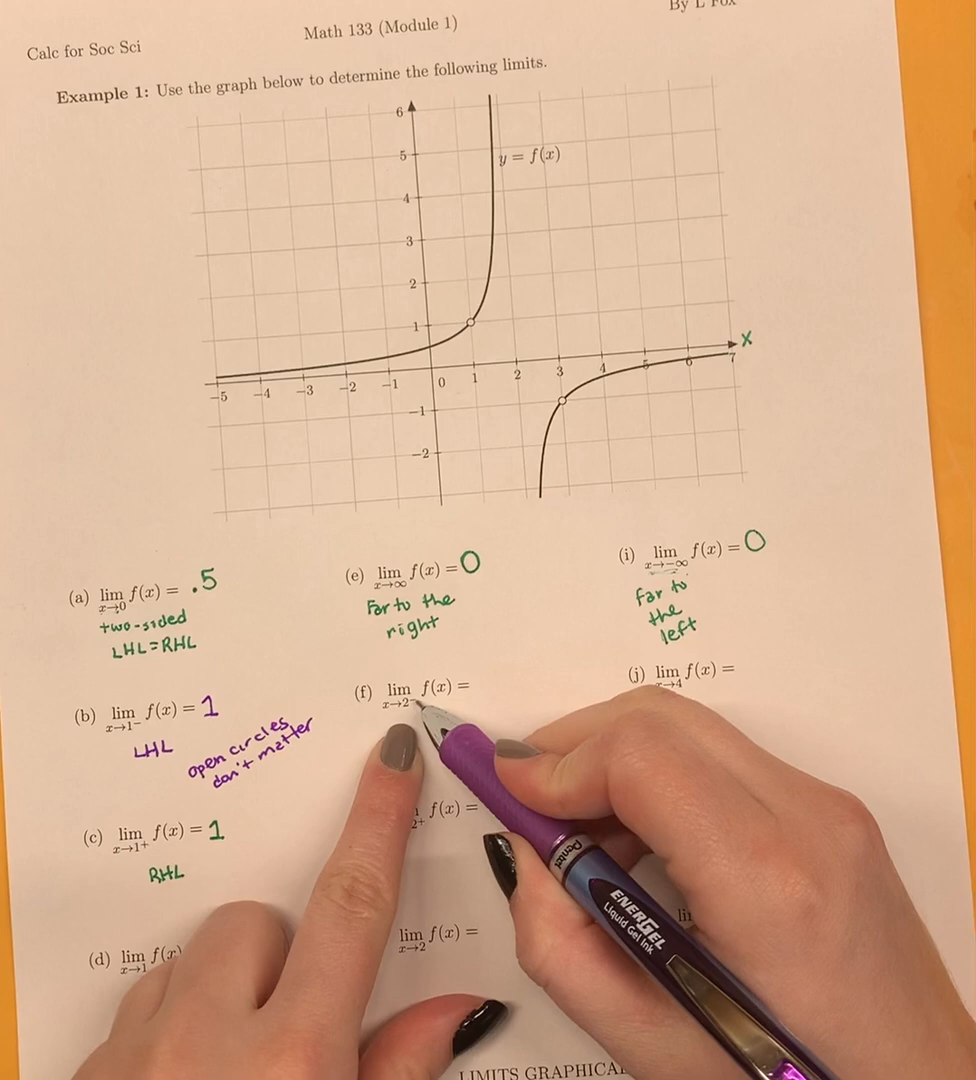 By L Fox
Math 133 (Module 1)
Calc for Soc Sci
Example 1: Use the graph below to determine the following limits.
6
5
y = f(x)
4
3
2
1
X
−5 −4 −3 −2 −1 0 1 2 3 4 5 6 7
−1
−2
(a) lim f(x) = .5
x→0
two-sided
LHL=RHL
(e) lim f(x) = 0
x→∞
Far to the
right
(i) lim f(x) = 0
x→−∞
far to
the
left
(b) lim f(x) = 1
x→1−
LHL
open circles
don't matter
(f) lim f(x) =
x→2−
(j) lim f(x) =
x→4
(c) lim f(x) = 1
x→1+
RHL
f(x) =
2+
(d) lim f(x)
x→1
lim f(x) =
x→2
Pentel
ENERGEL
Liquid Gel Ink
LIMITS